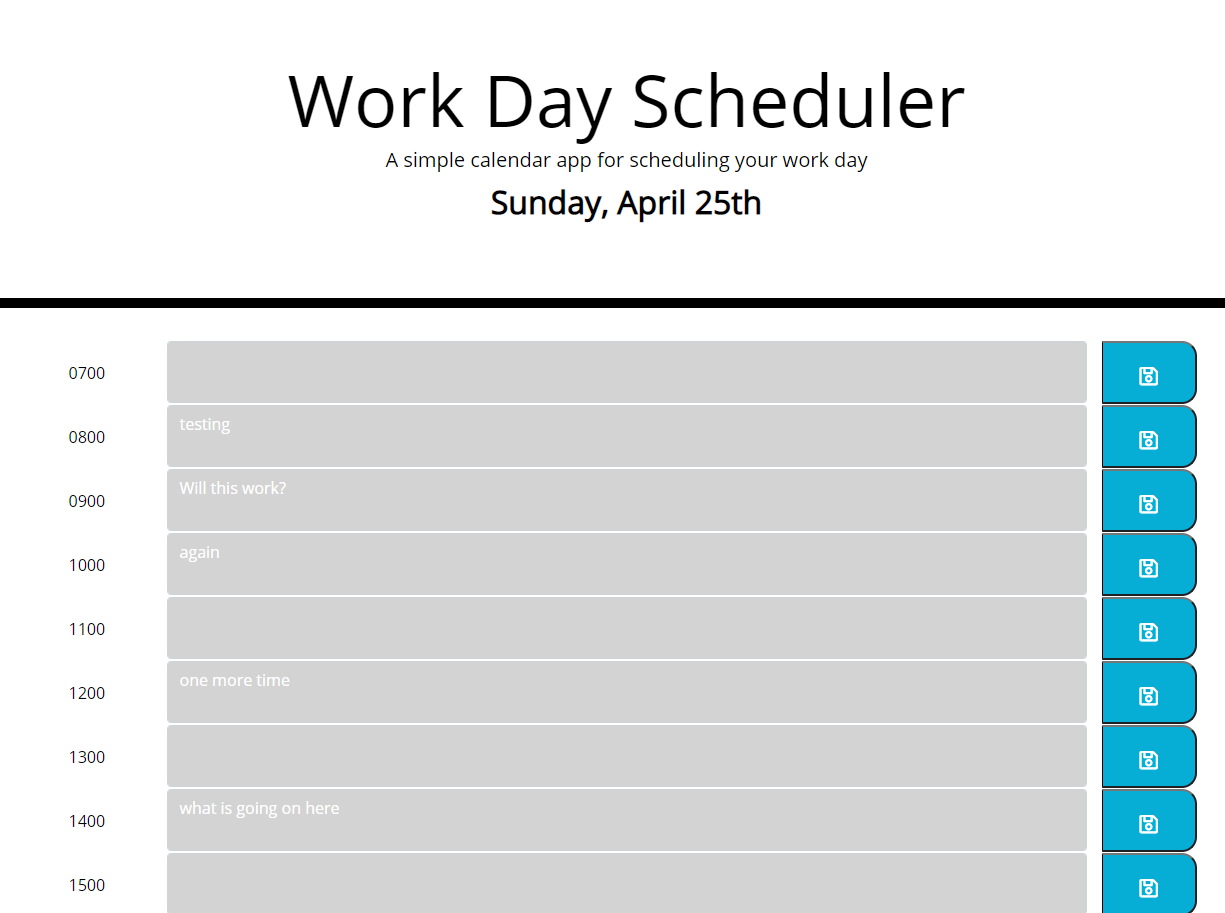 Work Day Scheduler
A simple calendar app for scheduling your work day
Sunday, April 25th
0700
0800 testing
0900 Will this work?
1000 again
1100
1200 one more time
1300
1400 what is going on here
1500